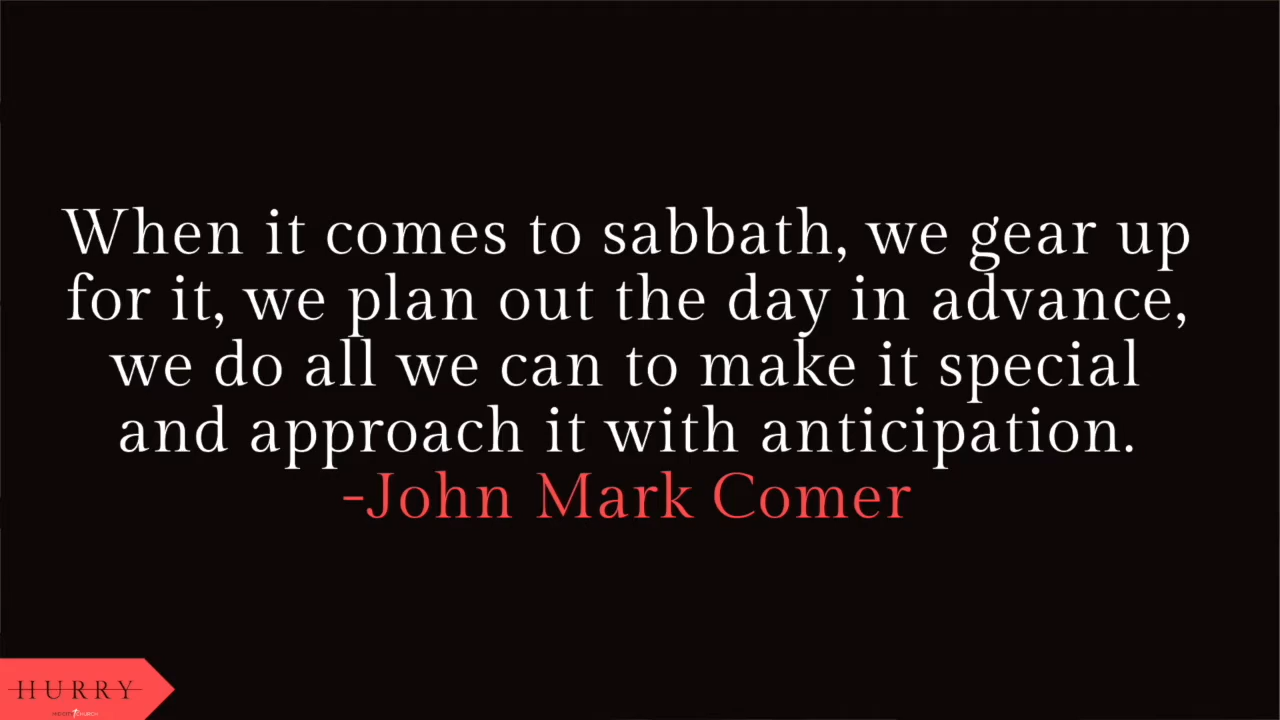 When it comes to sabbath, we gear up
for it, we plan out the day in advance,
we do all we can to make it special
and approach it with anticipation.
-John Mark Comer
HURRY
CHURCH